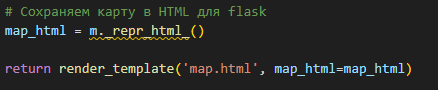 # Сохраняем карту в HTML для flask
map_html = m._repr_html_()
return render_template('map.html', map_html=map_html)